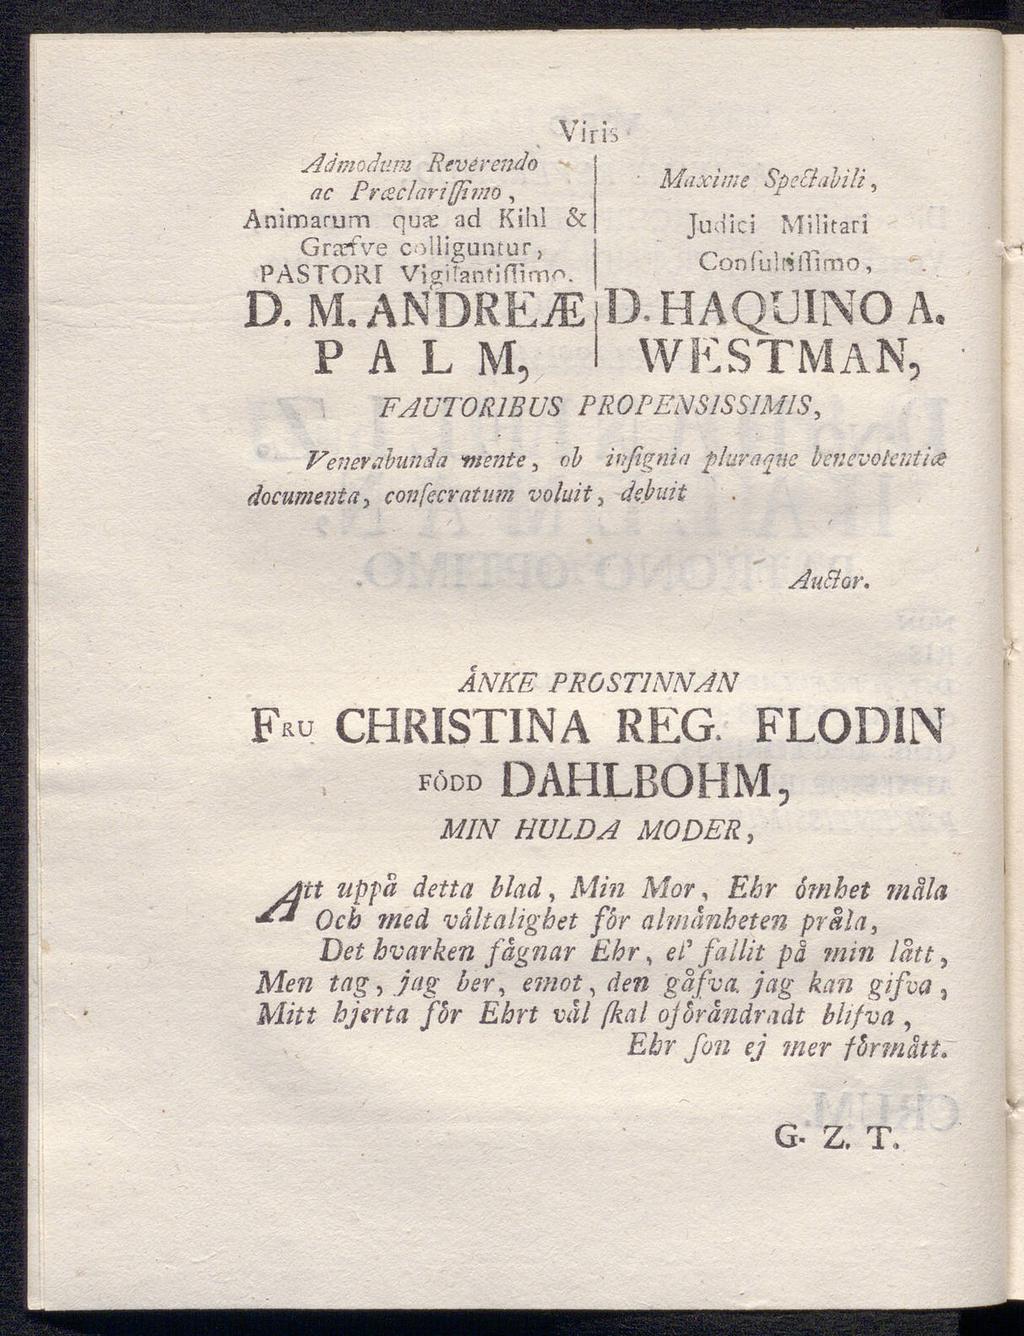 Viris
Admodum Reverendo
ac Præclarissimo,
Animarum quæ ad Kihl &
Græfve colliguntur,
PASTORI Vigilantissimo.
D. M. ANDREÆ
PALM,
Maxime Spectabili,
Judici Militari
Consultissimo,
D. HAQUINO A.
WESTMAN,
FAUTORIBUS PROPENSISSIMIS,
Venerabunda mente, ob insignia pluraque benevolentiæ
documenta, consecratum voluit, debuit
Auctor.
ÅNKE PROSTINNAN
FRU CHRISTINA REG. FLODIN
FÖDD DAHLBOHM,
MIN HULDA MODER,
Att uppå detta blad, Min Mor, Ehr ömhet måla
Och med vältalighet för almänheten pråla,
Det hvarken fägnar Ehr, ei' fallit på min lått,
Men tag, jag ber, emot, den gåfva jag kan gifva,
Mitt hjerta för Ehrt väl skal oförändradt blifva,
Ehr son ej mer förmått.
G. Z. T.